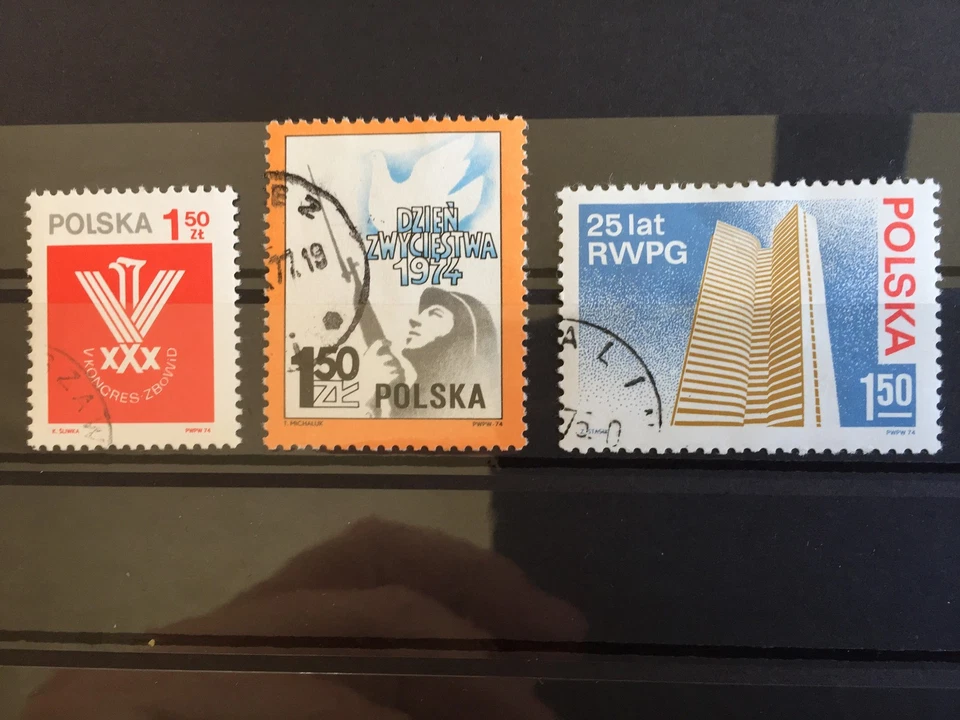 POLSKA 1 50 ZŁ
XXX
V KONGRES·ZBOWiD
K. ŚLIWKA PWPW 74
DZIEŃ
ZWYCIĘSTWA
1974
1 50 ZŁ
POLSKA
T. MICHALUK PWPW - 74
25 lat
RWPG
POLSKA
1 50
PWPW 74